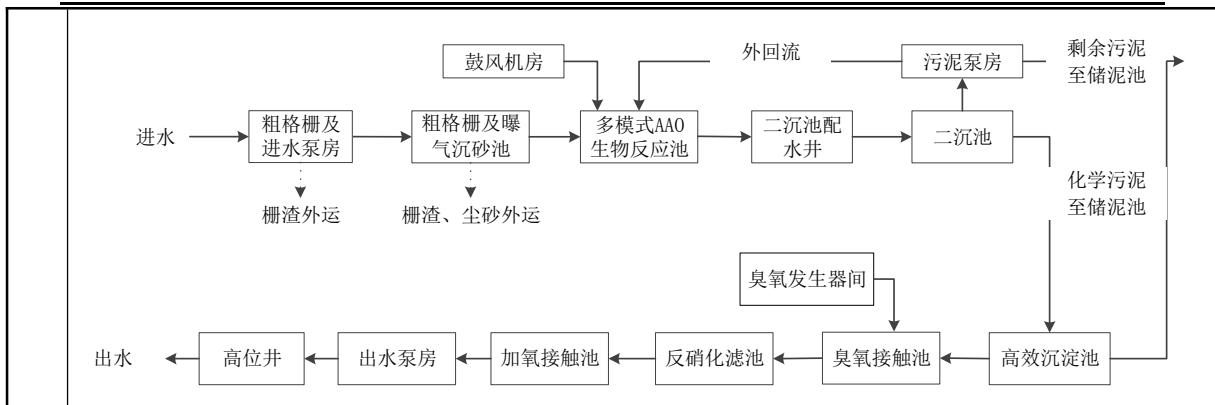 鼓风机房
外回流
污泥泵房
剩余污泥
至储泥池
进水
粗格栅及
进水泵房
粗格栅及曝
气沉砂池
多模式AAO
生物反应池
二沉池配
水井
二沉池
栅渣外运
栅渣、尘砂外运
化学污泥
至储泥池
臭氧发生器间
出水
高位井
出水泵房
加氧接触池
反硝化滤池
臭氧接触池
高效沉淀池